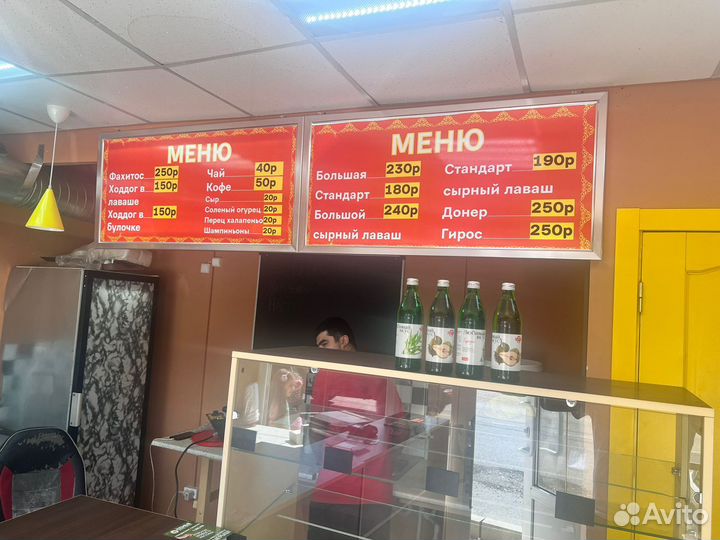 МЕНЮ
Фахитос 250р
Ходдог в 150р
лаваше
Ходдог в 150р
булочке
Чай 40р
Кофе 50р
Сыр 20р
Соленый огурец 20р
Перец халапеньо 20р
Шампиньоны 20р
МЕНЮ
Большая 230р
Стандарт 180р
Большой 240р
сырный лаваш
Стандарт 190р
сырный лаваш
Донер 250р
Гирос 250р
Avito